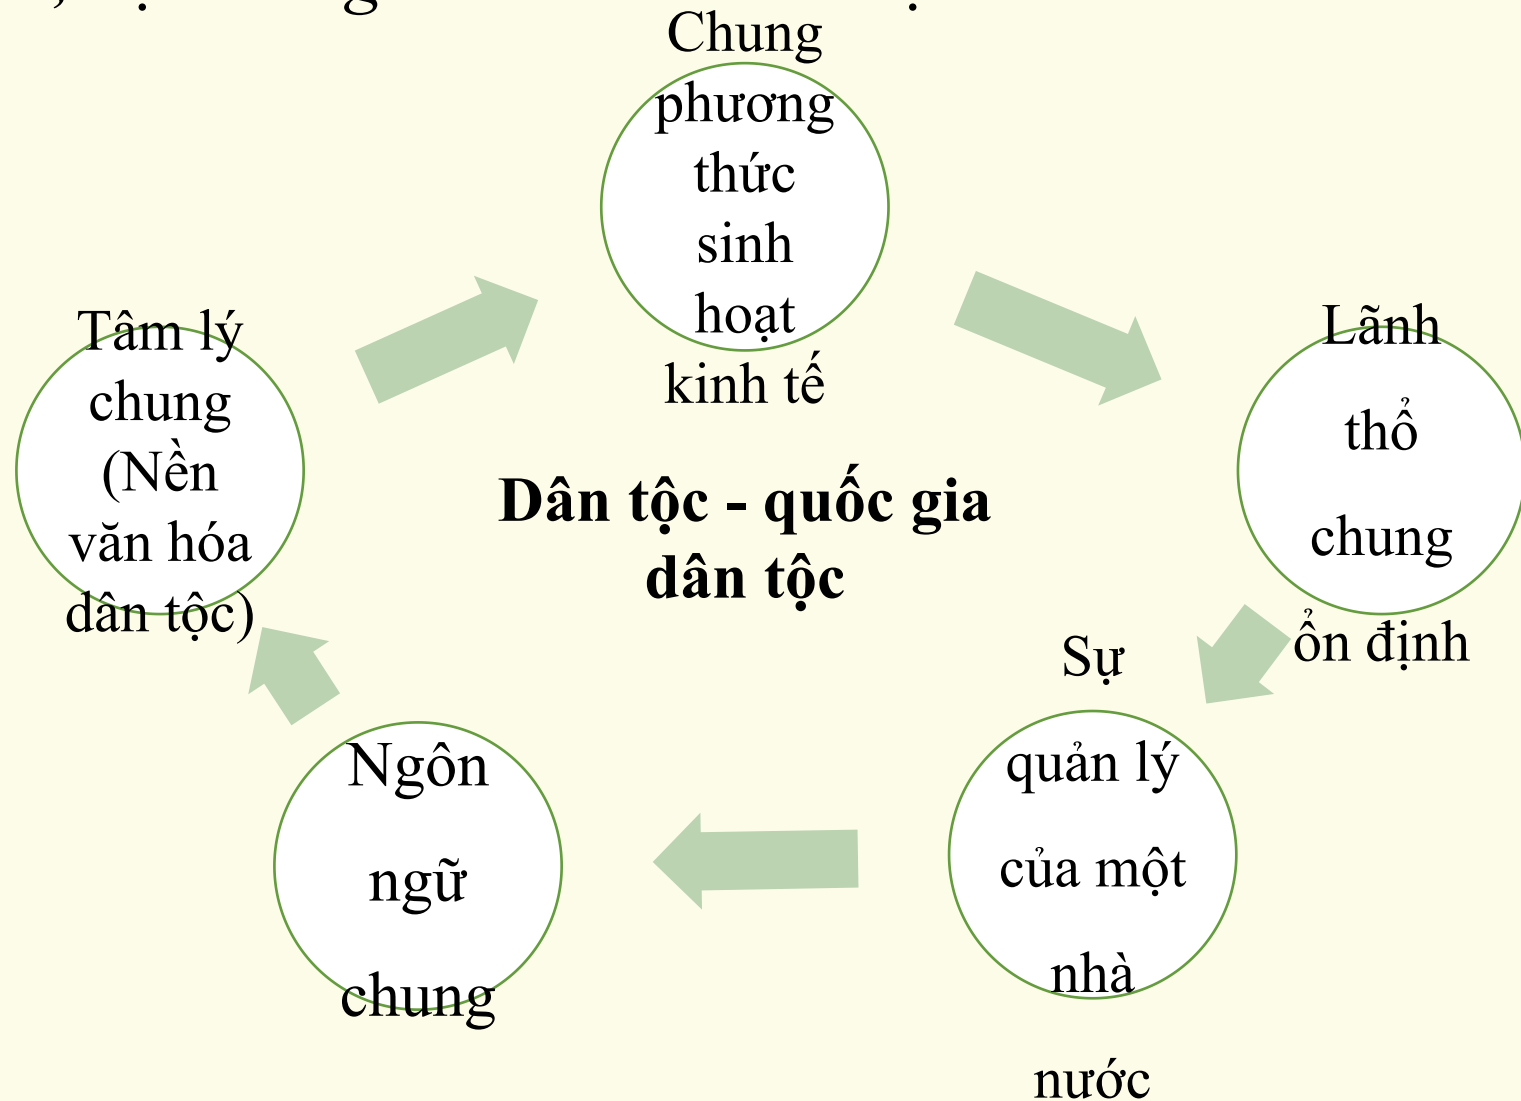 Chung
phương
thức
sinh
hoạt
kinh tế
Lãnh
thổ
chung
ổn định
Sự
quản lý
của một
nhà
nước
Ngôn
ngữ
chung
Tâm lý
chung
(Nền
văn hóa
dân tộc)
Dân tộc - quốc gia
dân tộc